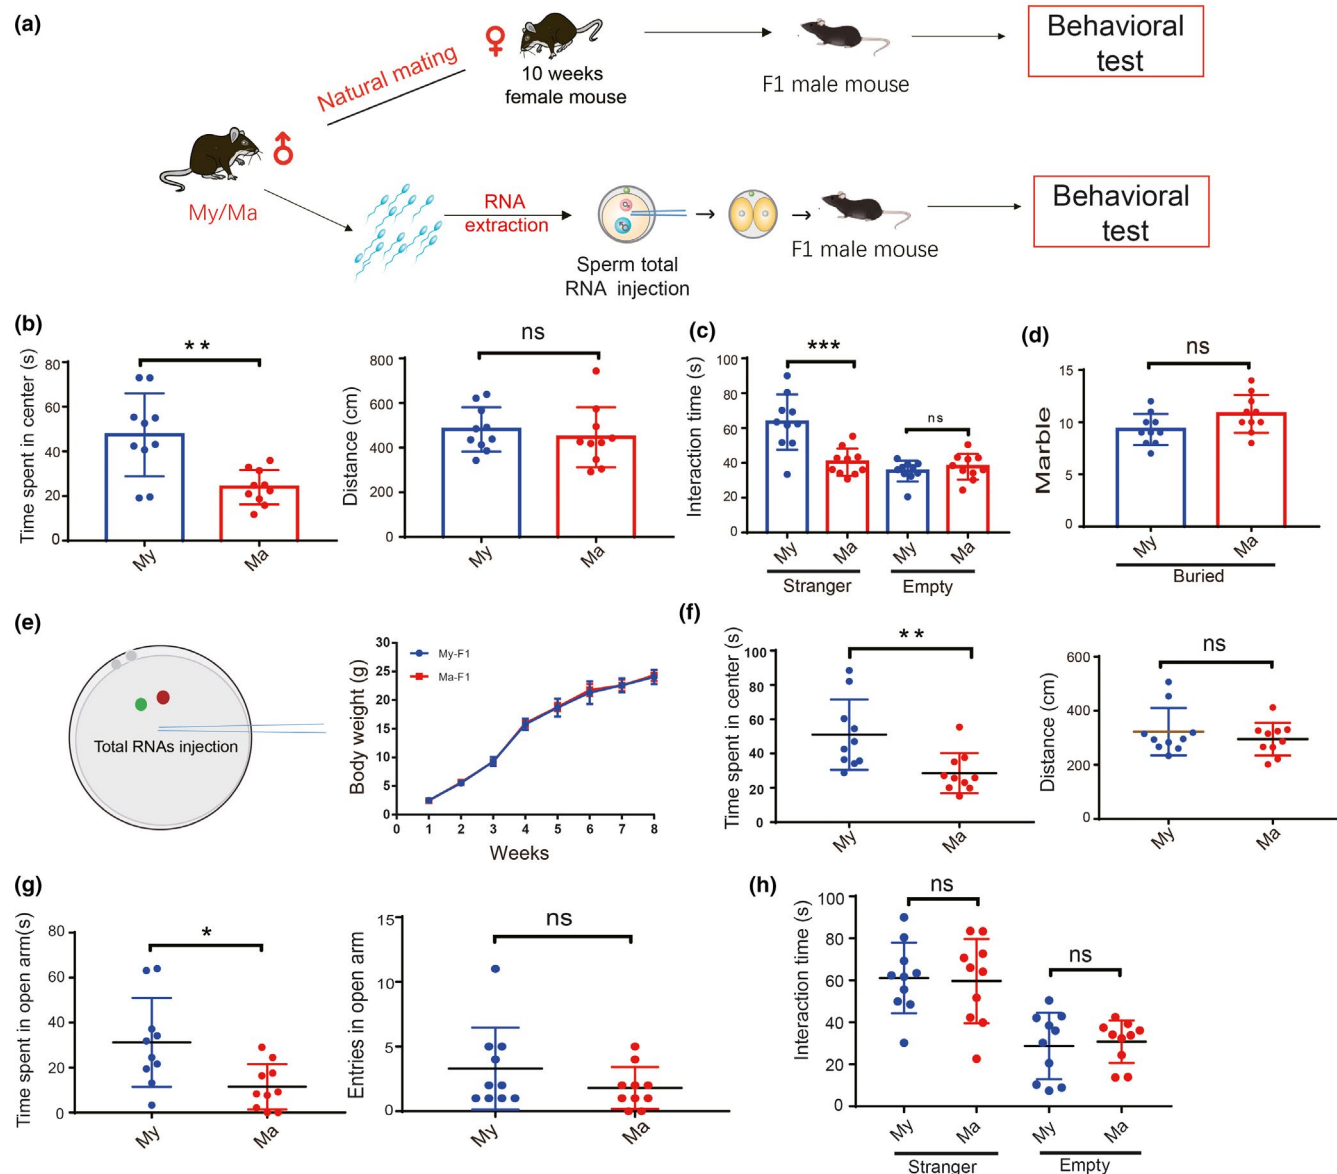 (a)
Natural mating
10 weeks
female mouse
F1 male mouse
Behavioral
test
My/Ma
RNA
extraction
Sperm total
RNA injection
F1 male mouse
Behavioral
test
(b)
Time spent in center (s)
80
60
40
20
0
**
My
Ma
Distance (cm)
800
600
400
200
0
ns
My
Ma
(c)
Interaction time (s)
100
80
60
40
20
0
***
ns
My
Ma
My
Ma
Stranger
Empty
(d)
Marble
15
10
5
0
ns
My
Ma
Buried
(e)
Total RNAs injection
Body weight (g)
30
25
20
15
10
5
0
My-F1
Ma-F1
0 1 2 3 4 5 6 7 8
Weeks
(f)
Time spent in center (s)
100
80
60
40
20
0
**
My
Ma
Distance (cm)
600
400
200
0
ns
My
Ma
(g)
Time spent in open arm(s)
80
60
40
20
0
*
My
Ma
Entries in open arm
15
10
5
0
ns
My
Ma
(h)
Interaction time (s)
100
80
60
40
20
0
ns
ns
My
Ma
My
Ma
Stranger
Empty